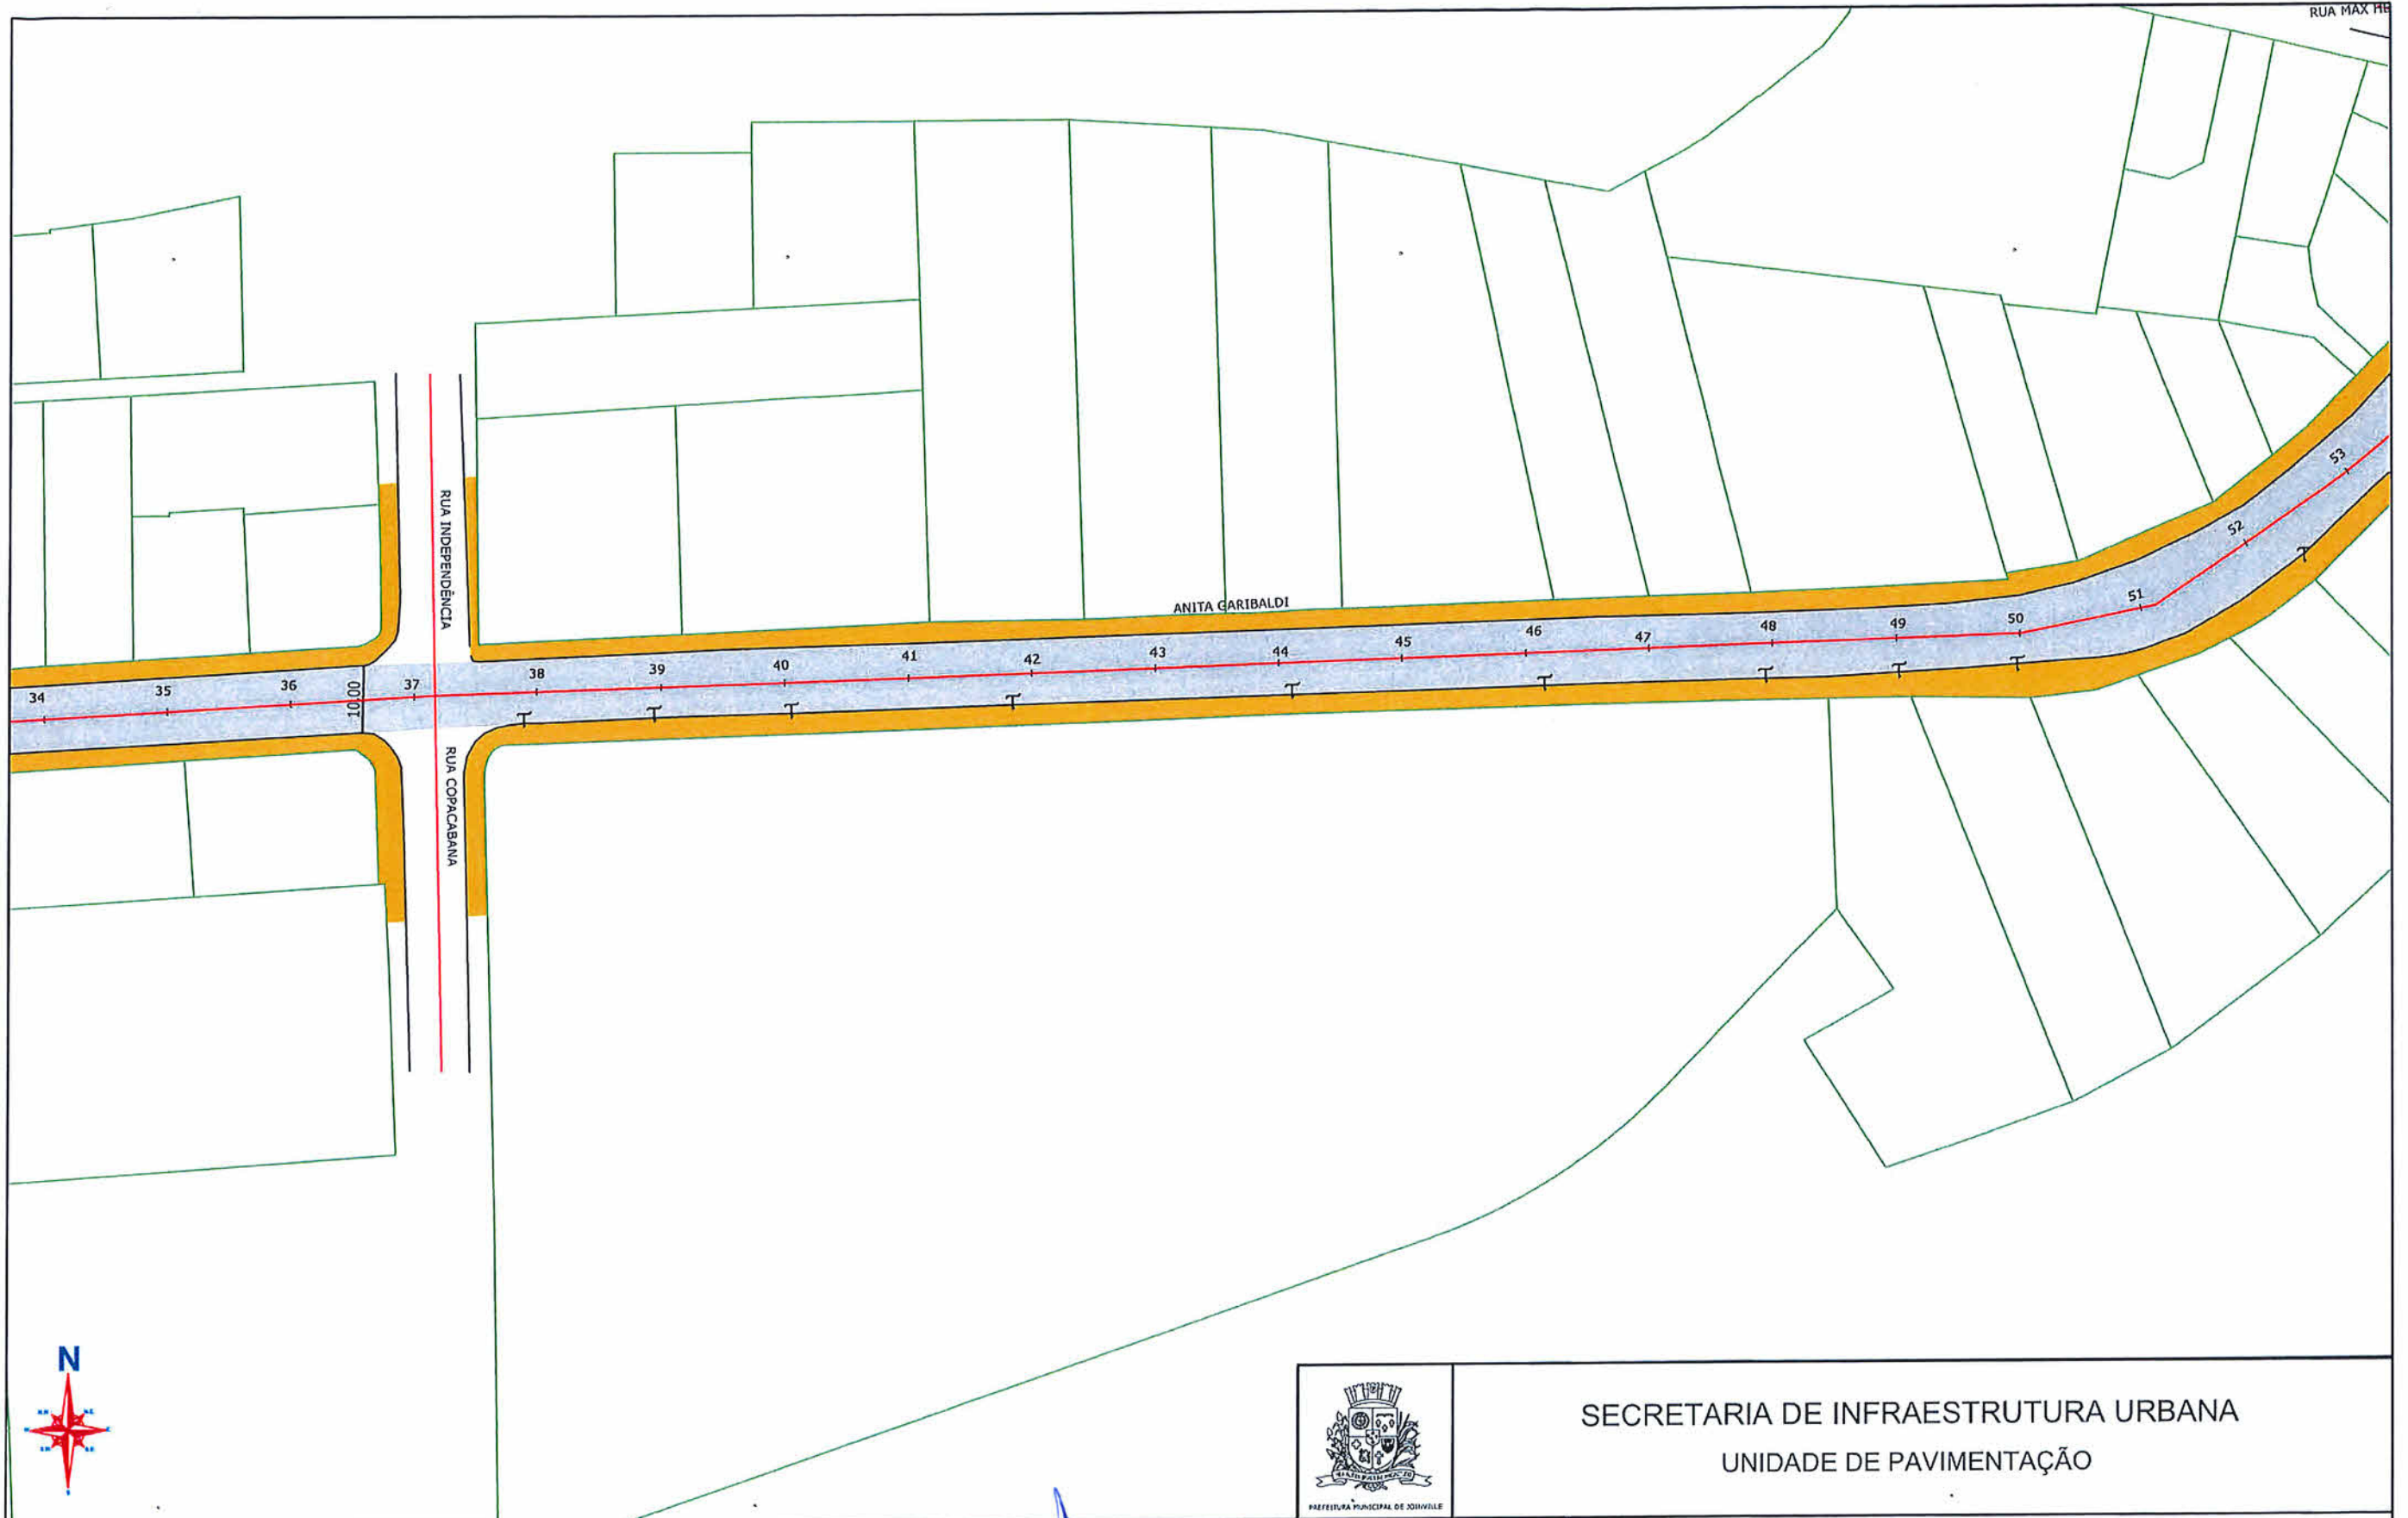 RUA MAX
RUA INDEPENDÊNCIA
ANITA GARIBALDI
34
35
36
10.00
37
38
39
40
41
42
43
44
45
46
47
48
49
50
51
52
53
T T T T T T T T T T
RUA COPACABANA
N
PREFEITURA MUNICIPAL DE JOINVILLE
SECRETARIA DE INFRAESTRUTURA URBANA
UNIDADE DE PAVIMENTAÇÃO